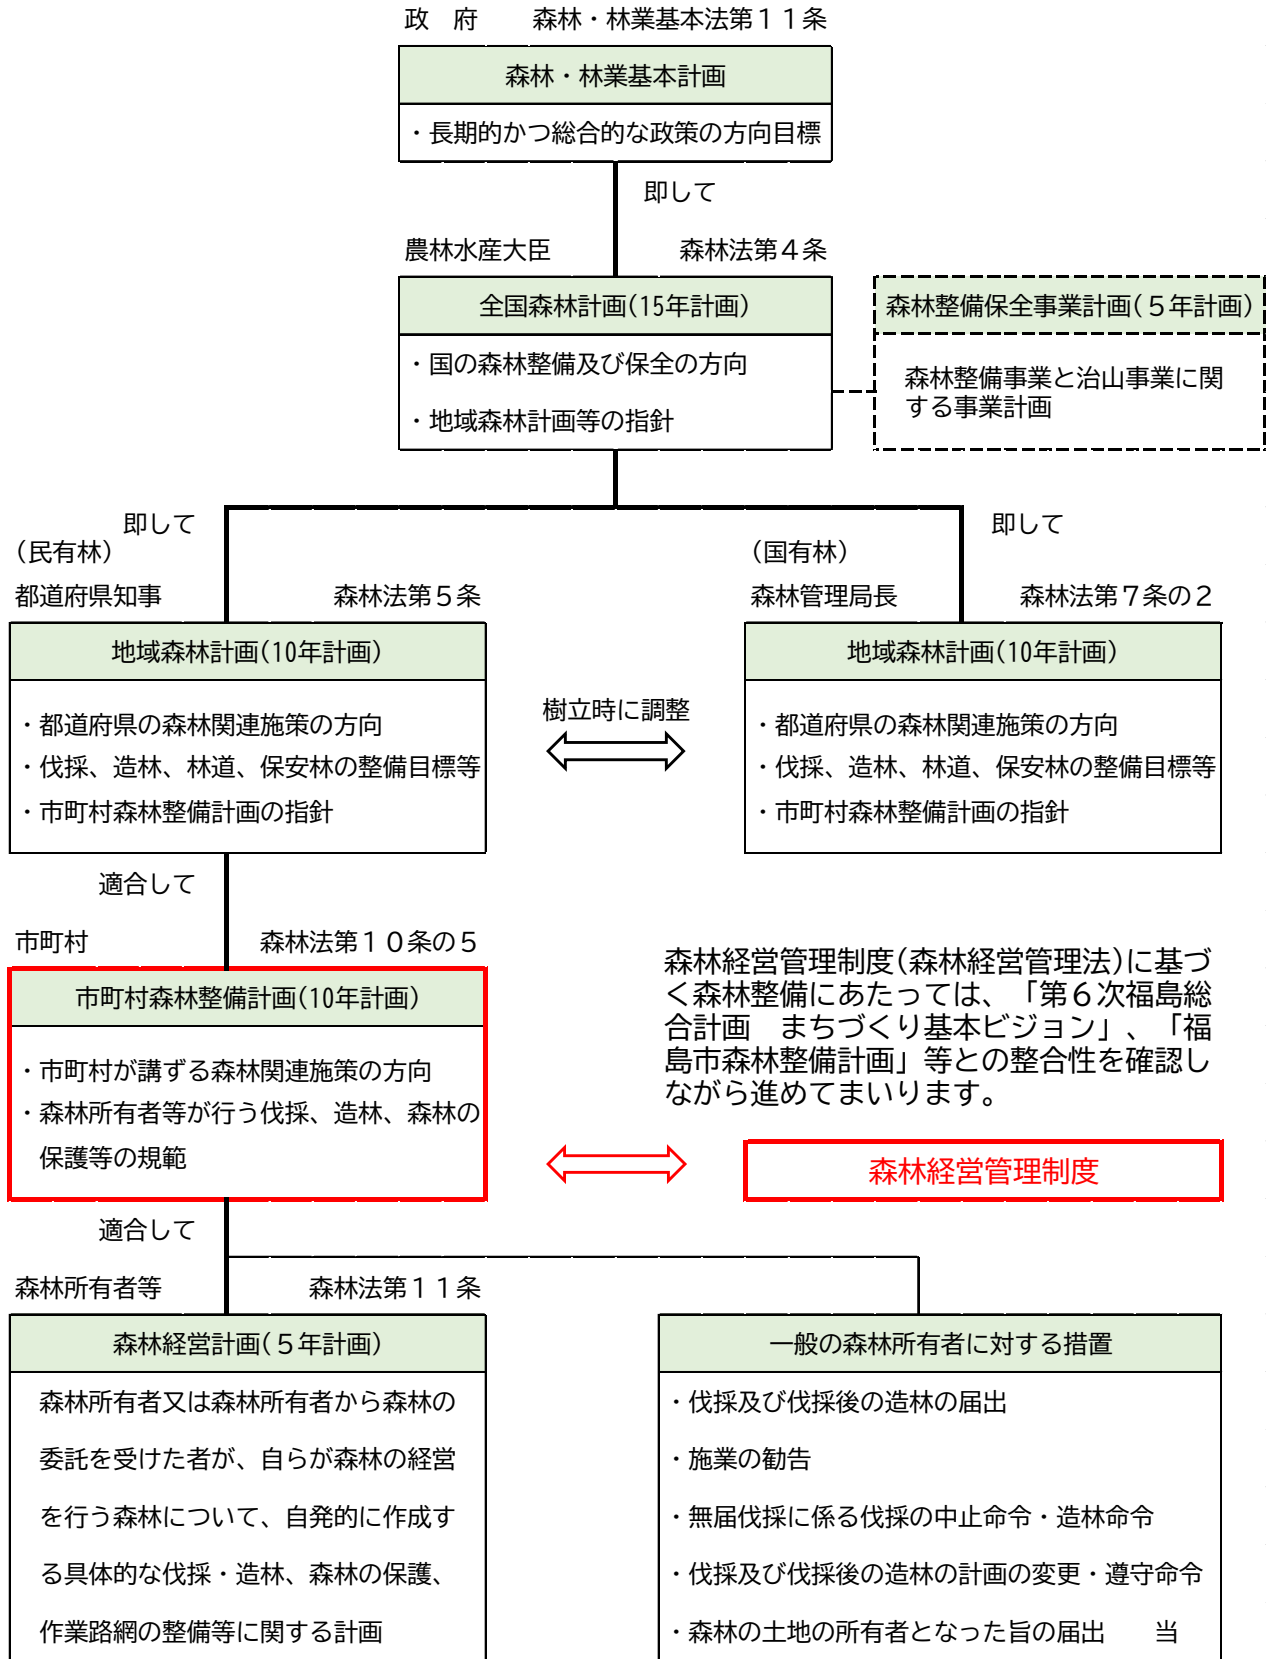 政　府　　森林・林業基本法第１１条
森林・林業基本計画
・長期的かつ総合的な政策の方向目標
即して
農林水産大臣　　　　　森林法第４条
全国森林計画(15年計画)
・国の森林整備及び保全の方向
・地域森林計画等の指針
森林整備保全事業計画(５年計画)
森林整備事業と治山事業に関
する事業計画
即して
(民有林)
都道府県知事　　　　　　　森林法第５条
地域森林計画(10年計画)
・都道府県の森林関連施策の方向
・伐採、造林、林道、保安林の整備目標等
・市町村森林整備計画の指針
樹立時に調整
即して
(国有林)
森林管理局長　　　　　森林法第７条の２
地域森林計画(10年計画)
・都道府県の森林関連施策の方向
・伐採、造林、林道、保安林の整備目標等
・市町村森林整備計画の指針
適合して
市町村　　　　　　　森林法第１０条の５
市町村森林整備計画(10年計画)
・市町村が講ずる森林関連施策の方向
・森林所有者等が行う伐採、造林、森林の
保護等の規範
森林経営管理制度(森林経営管理法)に基づ
く森林整備にあたっては、「第６次福島総
合計画　まちづくり基本ビジョン」、「福
島市森林整備計画」等との整合性を確認し
ながら進めてまいります。
森林経営管理制度
適合して
森林所有者等　　　　　　森林法第１１条
森林経営計画(５年計画)
森林所有者又は森林所有者から森林の
委託を受けた者が、自らが森林の経営
を行う森林について、自発的に作成す
る具体的な伐採・造林、森林の保護、
作業路網の整備等に関する計画
一般の森林所有者に対する措置
・伐採及び伐採後の造林の届出
・施業の勧告
・無届伐採に係る伐採の中止命令・造林命令
・伐採及び伐採後の造林の計画の変更・遵守命令
・森林の土地の所有者となった旨の届出　　当